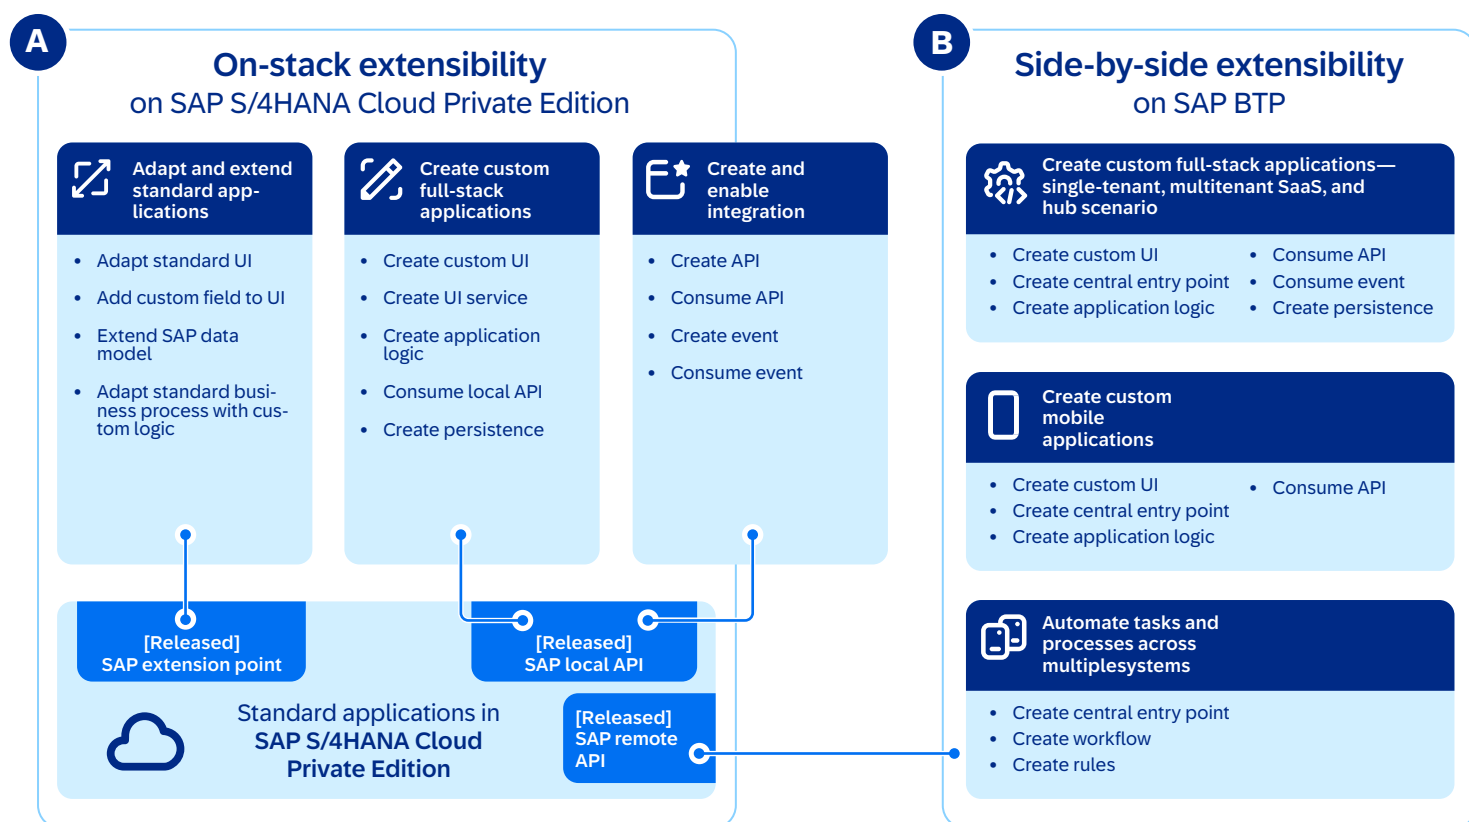 A
On-stack extensibility
on SAP S/4HANA Cloud Private Edition
Adapt and extend
standard app-
lications
• Adapt standard UI
• Add custom field to UI
• Extend SAP data
model
• Adapt standard busi-
ness process with cus-
tom logic
Create custom
full-stack
applications
• Create custom UI
• Create UI service
• Create application
logic
• Consume local API
• Create persistence
Create and
enable
integration
• Create API
• Consume API
• Create event
• Consume event
[Released]
SAP extension point
[Released]
SAP local API
Standard applications in
SAP S/4HANA Cloud
Private Edition
[Released]
SAP remote
API
B
Side-by-side extensibility
on SAP BTP
Create custom full-stack applications—
single-tenant, multitenant SaaS, and
hub scenario
• Create custom UI
• Create central entry point
• Create application logic
• Consume API
• Consume event
• Create persistence
Create custom
mobile
applications
• Create custom UI
• Create central entry point
• Create application logic
• Consume API
Automate tasks and
processes across
multiplesystems
• Create central entry point
• Create workflow
• Create rules